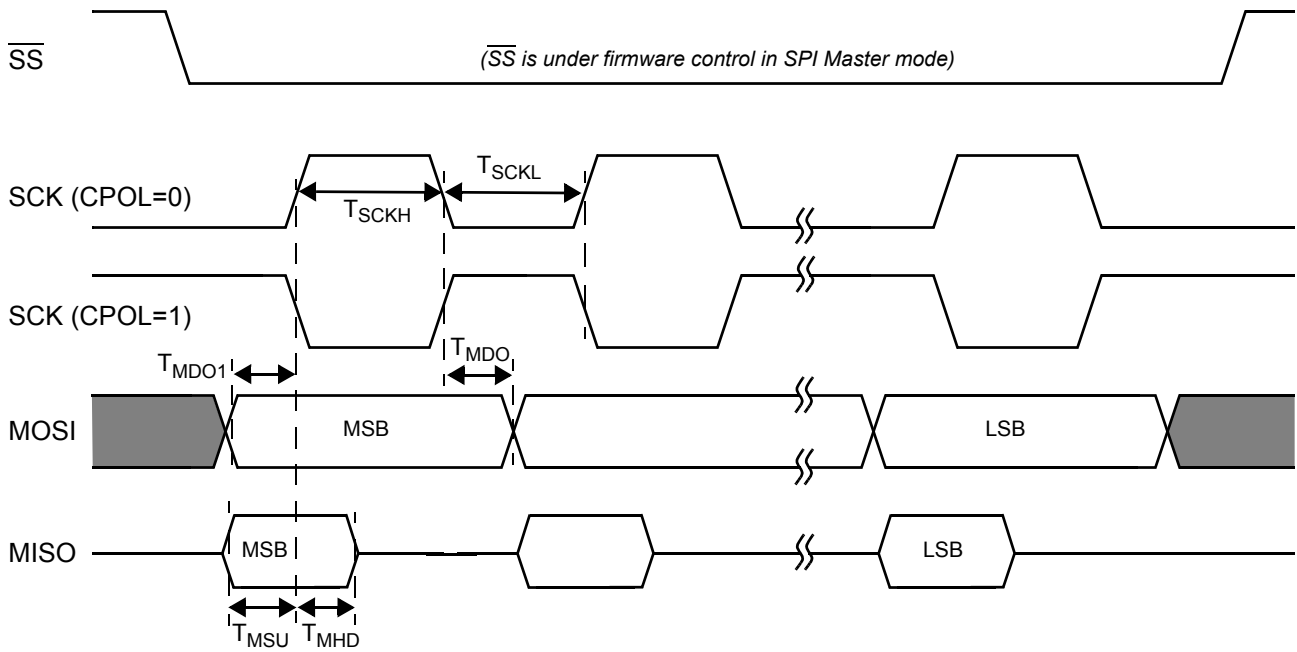 SS
(SS is under firmware control in SPI Master mode)
SCK (CPOL=0)
TSCKH
TSCKL
SCK (CPOL=1)
TMDO1
TMDO
MOSI
MSB
LSB
MISO
MSB
LSB
TMSU
TMHD